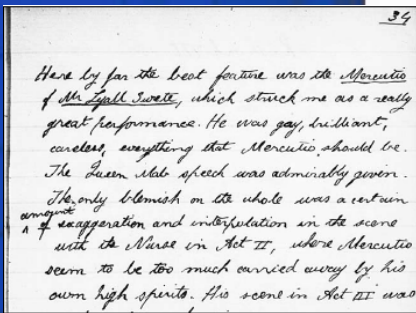 34
Here by far the best feature was the Mercutio
of Mr Lyall Swete, which struck me as a really
great performance. He was gay, brilliant,
careless, everything that Mercutio should be.
The Queen Mab speech was admirably given.
The only blemish on the whole was a certain
amount
^ of exaggeration and interpolation in the scene
with the Nurse in Act II, where Mercutio
seem to be too much carried away by his
own high spirits. His scene in Act III was